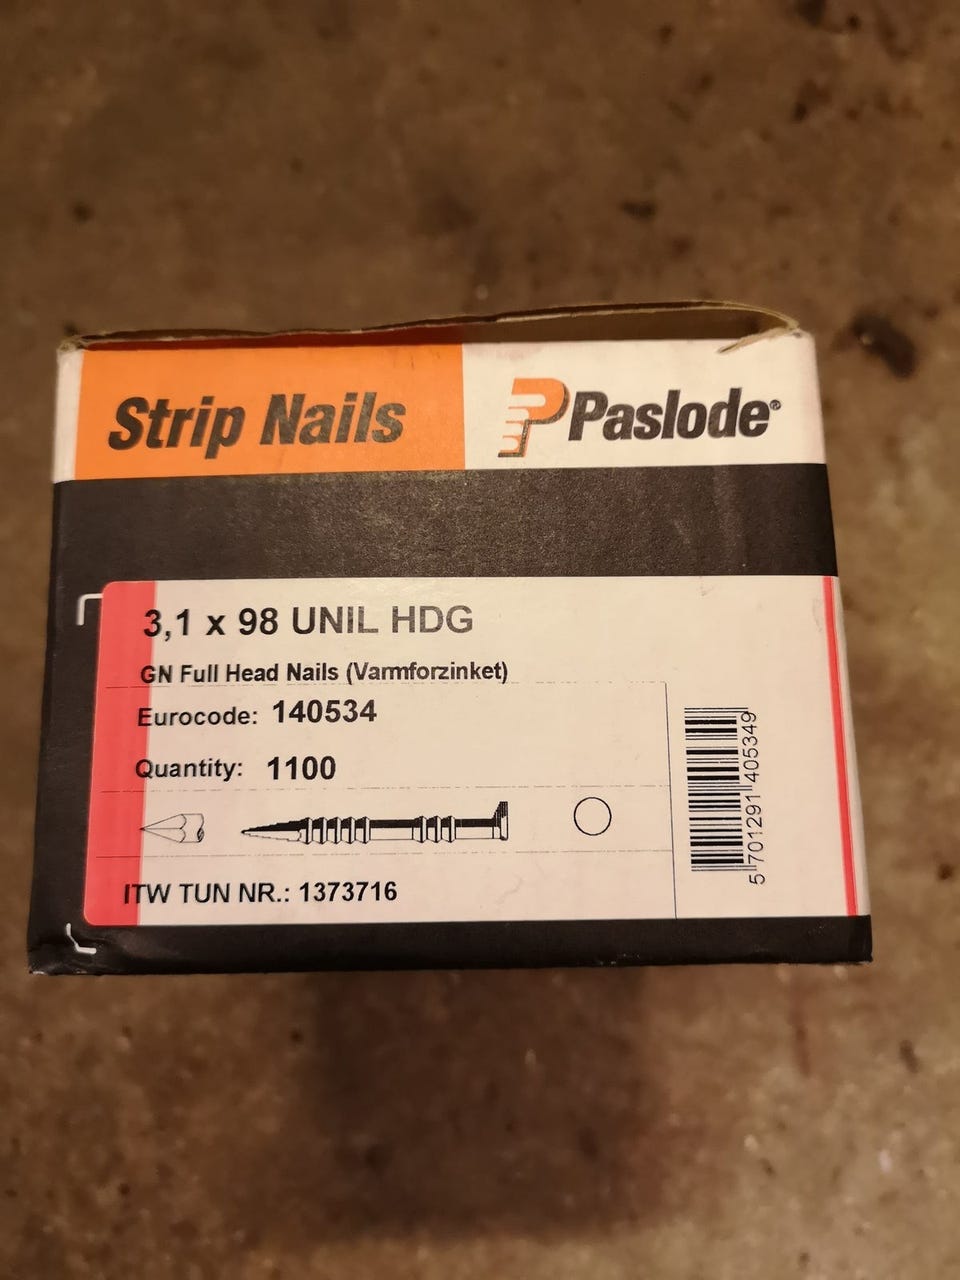 Strip Nails
Paslode®
3,1 x 98 UNIL HDG
GN Full Head Nails (Varmforzinket)
Eurocode: 140534
Quantity: 1100
ITW TUN NR.: 1373716
5 701291 405349